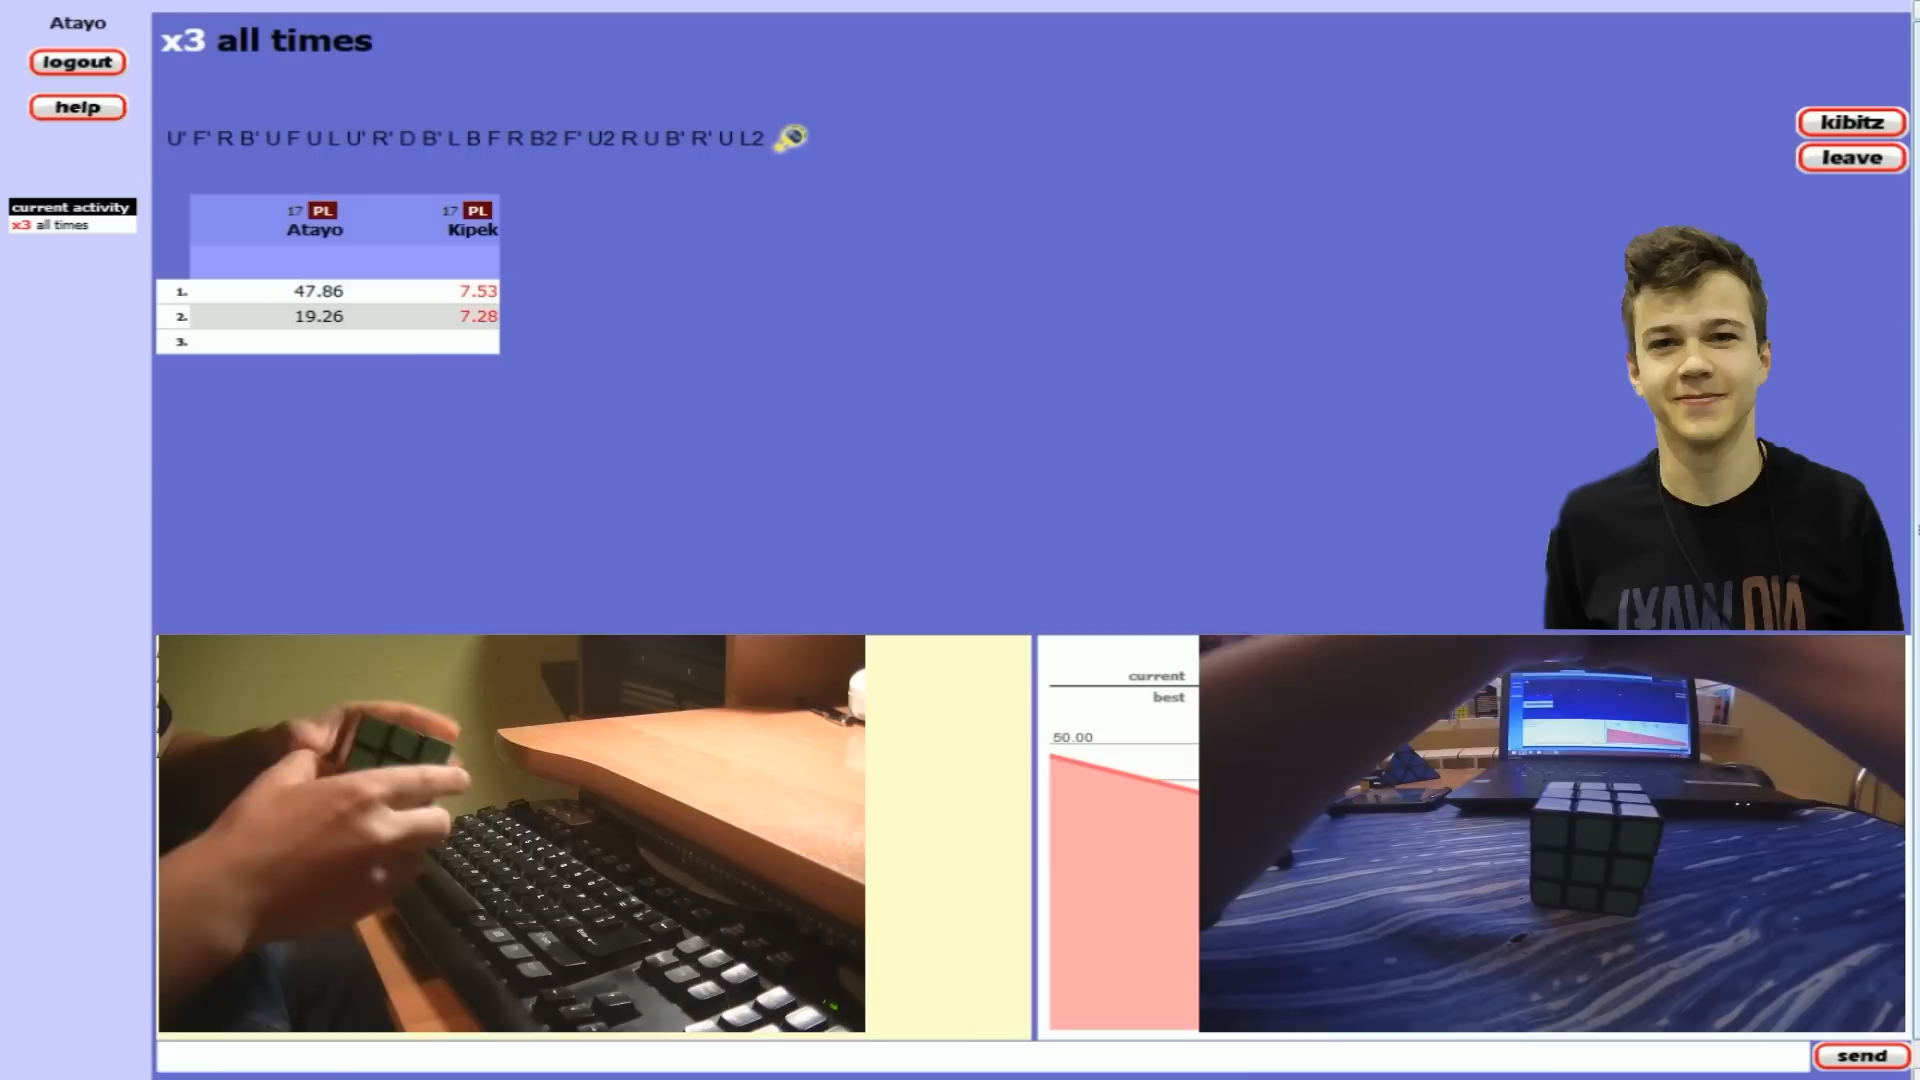 Atayo
logout
help
current activity
x3 all times
x3 all times
U' F' R B' U F U L U' R' D B' L B F R B2 F' U2 R U B' R' U L2
kibitz
leave
17 PL 17 PL
Atayo Kipek
1. 47.86 7.53
2. 19.26 7.28
3.
current
best
50.00
send